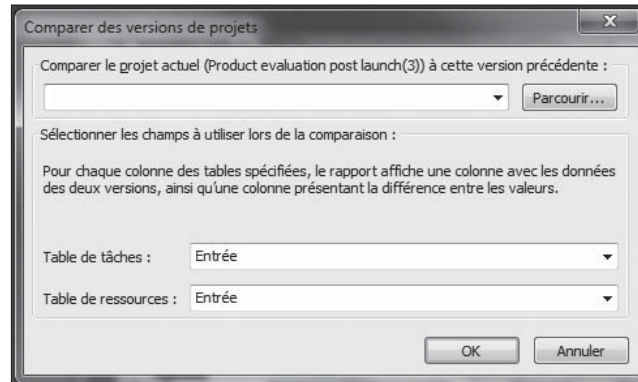 Comparer des versions de projets
Comparer le projet actuel (Product evaluation post launch(3)) à cette version précédente :
Parcourir...
Sélectionner les champs à utiliser lors de la comparaison :
Pour chaque colonne des tables spécifiées, le rapport affiche une colonne avec les données
des deux versions, ainsi qu'une colonne présentant la différence entre les valeurs.
Table de tâches : Entrée
Table de ressources : Entrée
OK Annuler